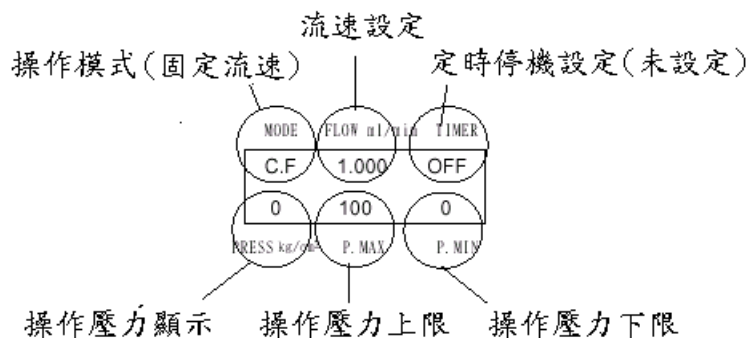 流速設定
操作模式(固定流速) 定時停機設定(未設定)
MODE FLOW ml/min TIMER
C.F 1.000 OFF
0 100 0
PRESS kg/cm² P.MAX P.MIN
操作壓力顯示 操作壓力上限 操作壓力下限